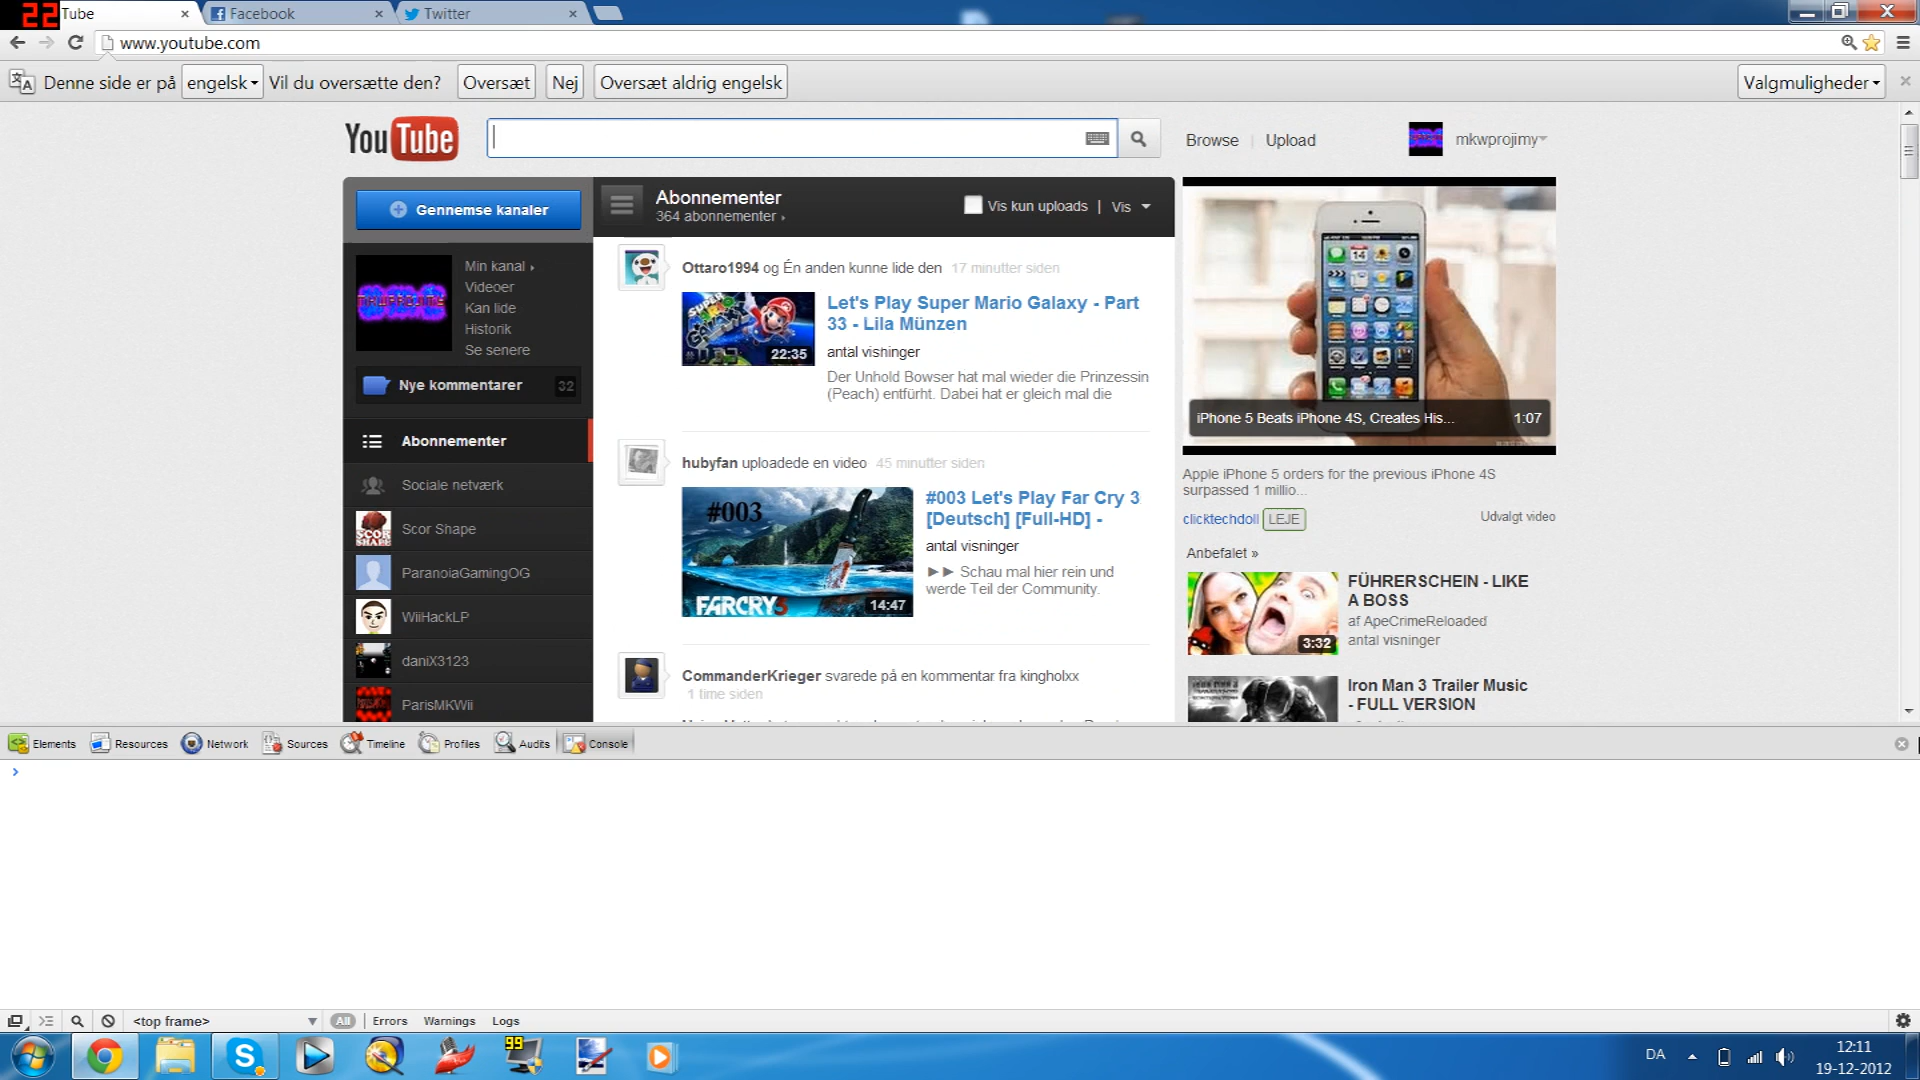 22
Tube
Facebook
Twitter
www.youtube.com
Denne side er på engelsk Vil du oversætte den? Oversæt Nej Oversæt aldrig engelsk Valgmuligheder
YouTube
Browse | Upload
mkwprojimy
Gennemse kanaler
Min kanal
Videoer
Kan lide
Historik
Se senere
Nye kommentarer 32
Abonnementer
Sociale netværk
Scor Shape
ParanoiaGamingOG
WiiHackLP
daniX3123
ParisMKWii
Abonnementer
364 abonnementer
Vis kun uploads | Vis
Ottaro1994 og Én anden kunne lide den 17 minutter siden
22:35
Let's Play Super Mario Galaxy - Part
33 - Lila Münzen
antal visninger
Der Unhold Bowser hat mal wieder die Prinzessin
(Peach) entfürht. Dabei hat er gleich mal die
hubyfan uploadede en video 45 minutter siden
#003
FARCRY3
14:47
#003 Let's Play Far Cry 3
[Deutsch] [Full-HD] -
antal visninger
►► Schau mal hier rein und
werde Teil der Community.
CommanderKrieger svarede på en kommentar fra kingholxx
1 time siden
iPhone 5 Beats iPhone 4S, Creates His... 1:07
Apple iPhone 5 orders for the previous iPhone 4S
surpassed 1 millio...
clicktechdoll LEJE
Udvalgt video
Anbefalet »
3:32
FÜHRERSCHEIN - LIKE
A BOSS
af ApeCrimeReloaded
antal visninger
Iron Man 3 Trailer Music
- FULL VERSION
Elements Resources Network Sources Timeline Profiles Audits Console
<top frame> All Errors Warnings Logs
99
DA
12:11
19-12-2012